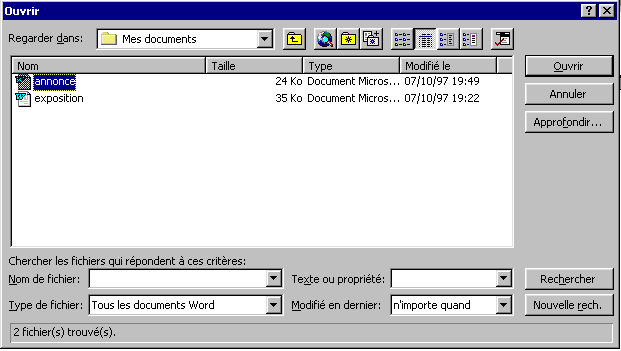 Ouvrir
Regarder dans: Mes documents
Nom Taille Type Modifié le
annonce 24 Ko Document Micros... 07/10/97 19:49
exposition 35 Ko Document Micros... 07/10/97 19:22
Ouvrir
Annuler
Approfondir...
Chercher les fichiers qui répondent à ces critères:
Nom de fichier: Texte ou propriété: Rechercher
Type de fichier: Tous les documents Word Modifié en dernier: n'importe quand Nouvelle rech.
2 fichier(s) trouvé(s).